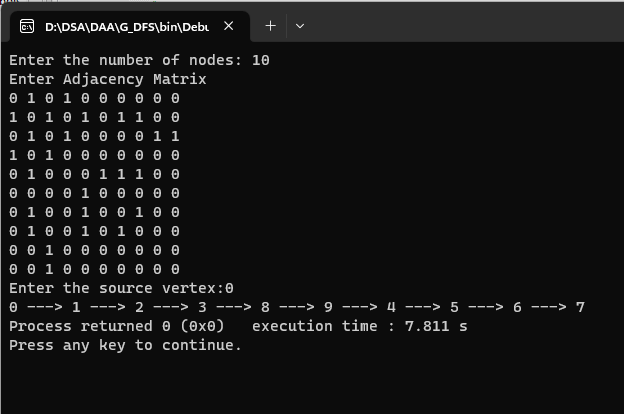 D:\DSA\DAA\G_DFS\bin\Debu
Enter the number of nodes: 10
Enter Adjacency Matrix
0 1 0 1 0 0 0 0 0 0
1 0 1 0 1 0 1 1 0 0
0 1 0 1 0 0 0 0 1 1
1 0 1 0 0 0 0 0 0 0
0 1 0 0 0 1 1 1 0 0
0 0 0 0 1 0 0 0 0 0
0 1 0 0 1 0 0 1 0 0
0 1 0 0 1 0 1 0 0 0
0 0 1 0 0 0 0 0 0 0
0 0 1 0 0 0 0 0 0 0
Enter the source vertex:0
0 ---> 1 ---> 2 ---> 3 ---> 8 ---> 9 ---> 4 ---> 5 ---> 6 ---> 7
Process returned 0 (0x0)   execution time : 7.811 s
Press any key to continue.